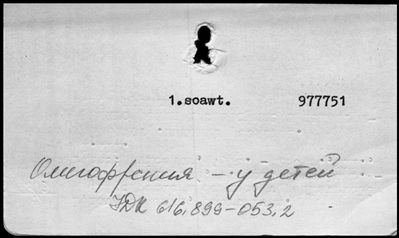 1.soawt. 977751
Олигофрения, – у детей
УДК 616,899-053,2